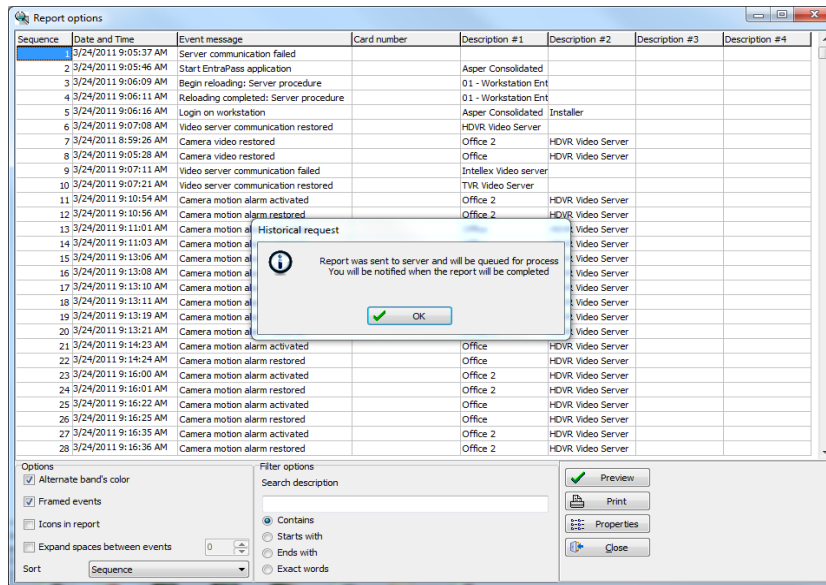 Report options
Sequence Date and Time Event message Card number Description #1 Description #2 Description #3 Description #4
1 3/24/2011 9:05:37 AM Server communication failed
2 3/24/2011 9:05:46 AM Start EntraPass application Asper Consolidated
3 3/24/2011 9:06:09 AM Begin reloading: Server procedure 01 - Workstation Ent
4 3/24/2011 9:06:11 AM Reloading completed: Server procedure 01 - Workstation Ent
5 3/24/2011 9:06:16 AM Login on workstation Asper Consolidated Installer
6 3/24/2011 9:07:08 AM Video server communication restored HDVR Video Server
7 3/24/2011 8:59:26 AM Camera video restored Office 2 HDVR Video Server
8 3/24/2011 9:05:28 AM Camera video restored Office HDVR Video Server
9 3/24/2011 9:07:11 AM Video server communication failed Intellex Video server
10 3/24/2011 9:07:21 AM Video server communication restored TVR Video Server
11 3/24/2011 9:10:54 AM Camera motion alarm activated Office 2 HDVR Video Server
12 3/24/2011 9:10:56 AM Camera motion alarm restored Office 2 HDVR Video Server
13 3/24/2011 9:11:01 AM Camera motion al Video Server
14 3/24/2011 9:11:03 AM Camera motion al Video Server
15 3/24/2011 9:13:06 AM Camera motion al Video Server
16 3/24/2011 9:13:08 AM Camera motion al Video Server
17 3/24/2011 9:13:10 AM Camera motion al Video Server
18 3/24/2011 9:13:11 AM Camera motion al Video Server
19 3/24/2011 9:13:19 AM Camera motion al Video Server
20 3/24/2011 9:13:21 AM Camera motion al Video Server
Historical request
Report was sent to server and will be queued for process
You will be notified when the report will be completed
OK
21 3/24/2011 9:14:23 AM Camera motion alarm activated Office HDVR Video Server
22 3/24/2011 9:14:24 AM Camera motion alarm restored Office HDVR Video Server
23 3/24/2011 9:16:00 AM Camera motion alarm activated Office 2 HDVR Video Server
24 3/24/2011 9:16:01 AM Camera motion alarm restored Office 2 HDVR Video Server
25 3/24/2011 9:16:22 AM Camera motion alarm activated Office HDVR Video Server
26 3/24/2011 9:16:25 AM Camera motion alarm restored Office HDVR Video Server
27 3/24/2011 9:16:35 AM Camera motion alarm activated Office 2 HDVR Video Server
28 3/24/2011 9:16:36 AM Camera motion alarm restored Office 2 HDVR Video Server
Options
Alternate band's color
Framed events
Icons in report
Expand spaces between events 0
Sort Sequence
Filter options
Search description
Contains
Starts with
Ends with
Exact words
Preview
Print
Properties
Close